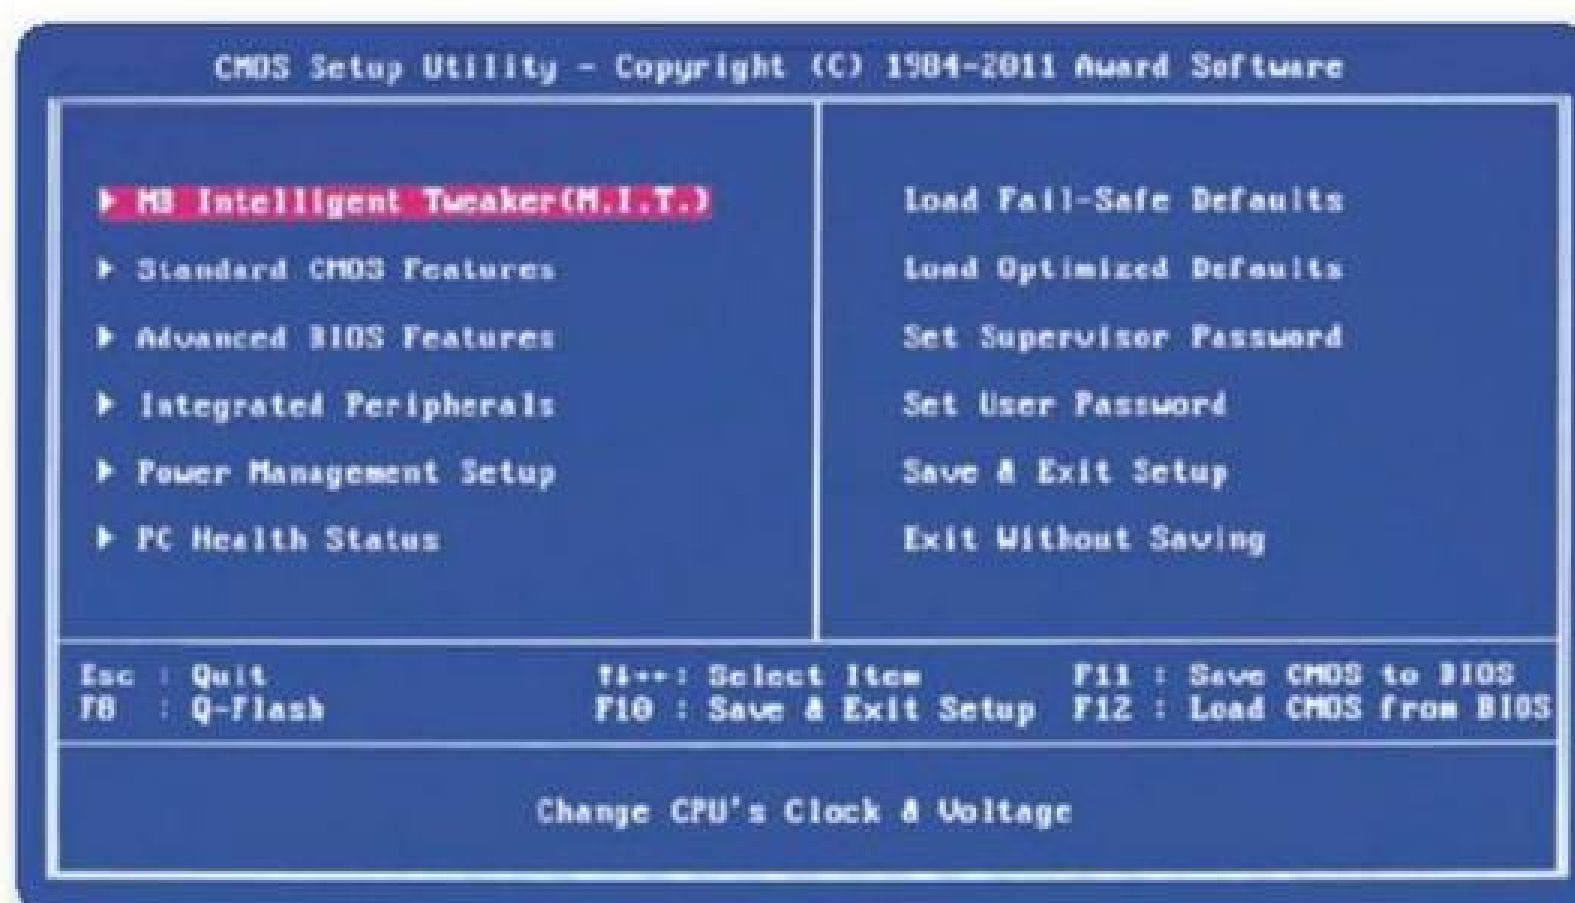 CMOS Setup Utility - Copyright (C) 1984-2011 Award Software
MB Intelligent Tweaker(M.I.T.)
Standard CMOS Features
Advanced BIOS Features
Integrated Peripherals
Power Management Setup
PC Health Status
Load Fail-Safe Defaults
Load Optimized Defaults
Set Supervisor Password
Set User Password
Save & Exit Setup
Exit Without Saving
Esc : Quit
F8 : Q-Flash
↑↓→←: Select Item
F10 : Save & Exit Setup
F11 : Save CMOS to BIOS
F12 : Load CMOS from BIOS
Change CPU's Clock & Voltage